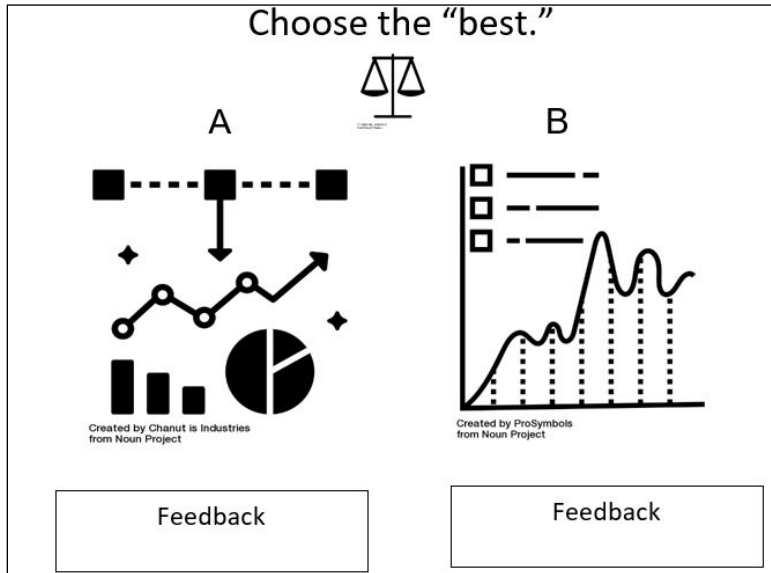 Choose the “best.”
A
B
Created by Chanut is Industries
from Noun Project
Created by ProSymbols
from Noun Project
Feedback
Feedback